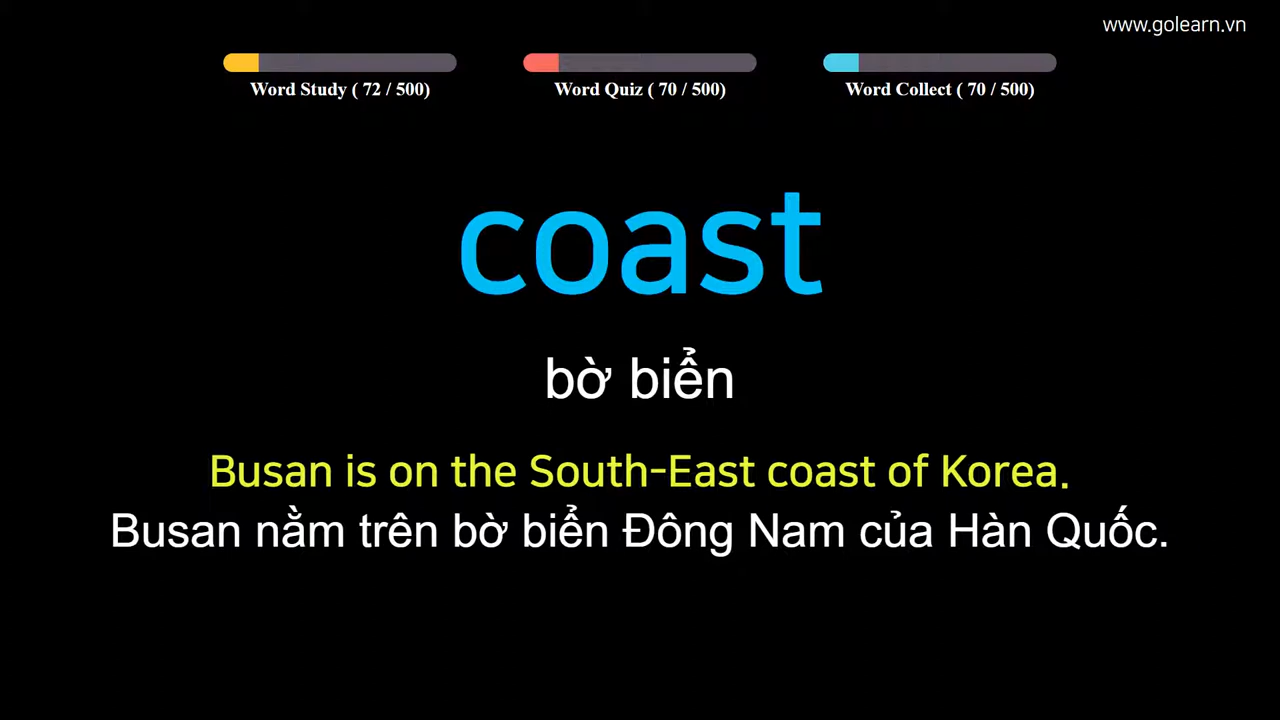 www.golearn.vn
Word Study ( 72 / 500)
Word Quiz ( 70 / 500)
Word Collect ( 70 / 500)
coast
bờ biển
Busan is on the South-East coast of Korea.
Busan nằm trên bờ biển Đông Nam của Hàn Quốc.